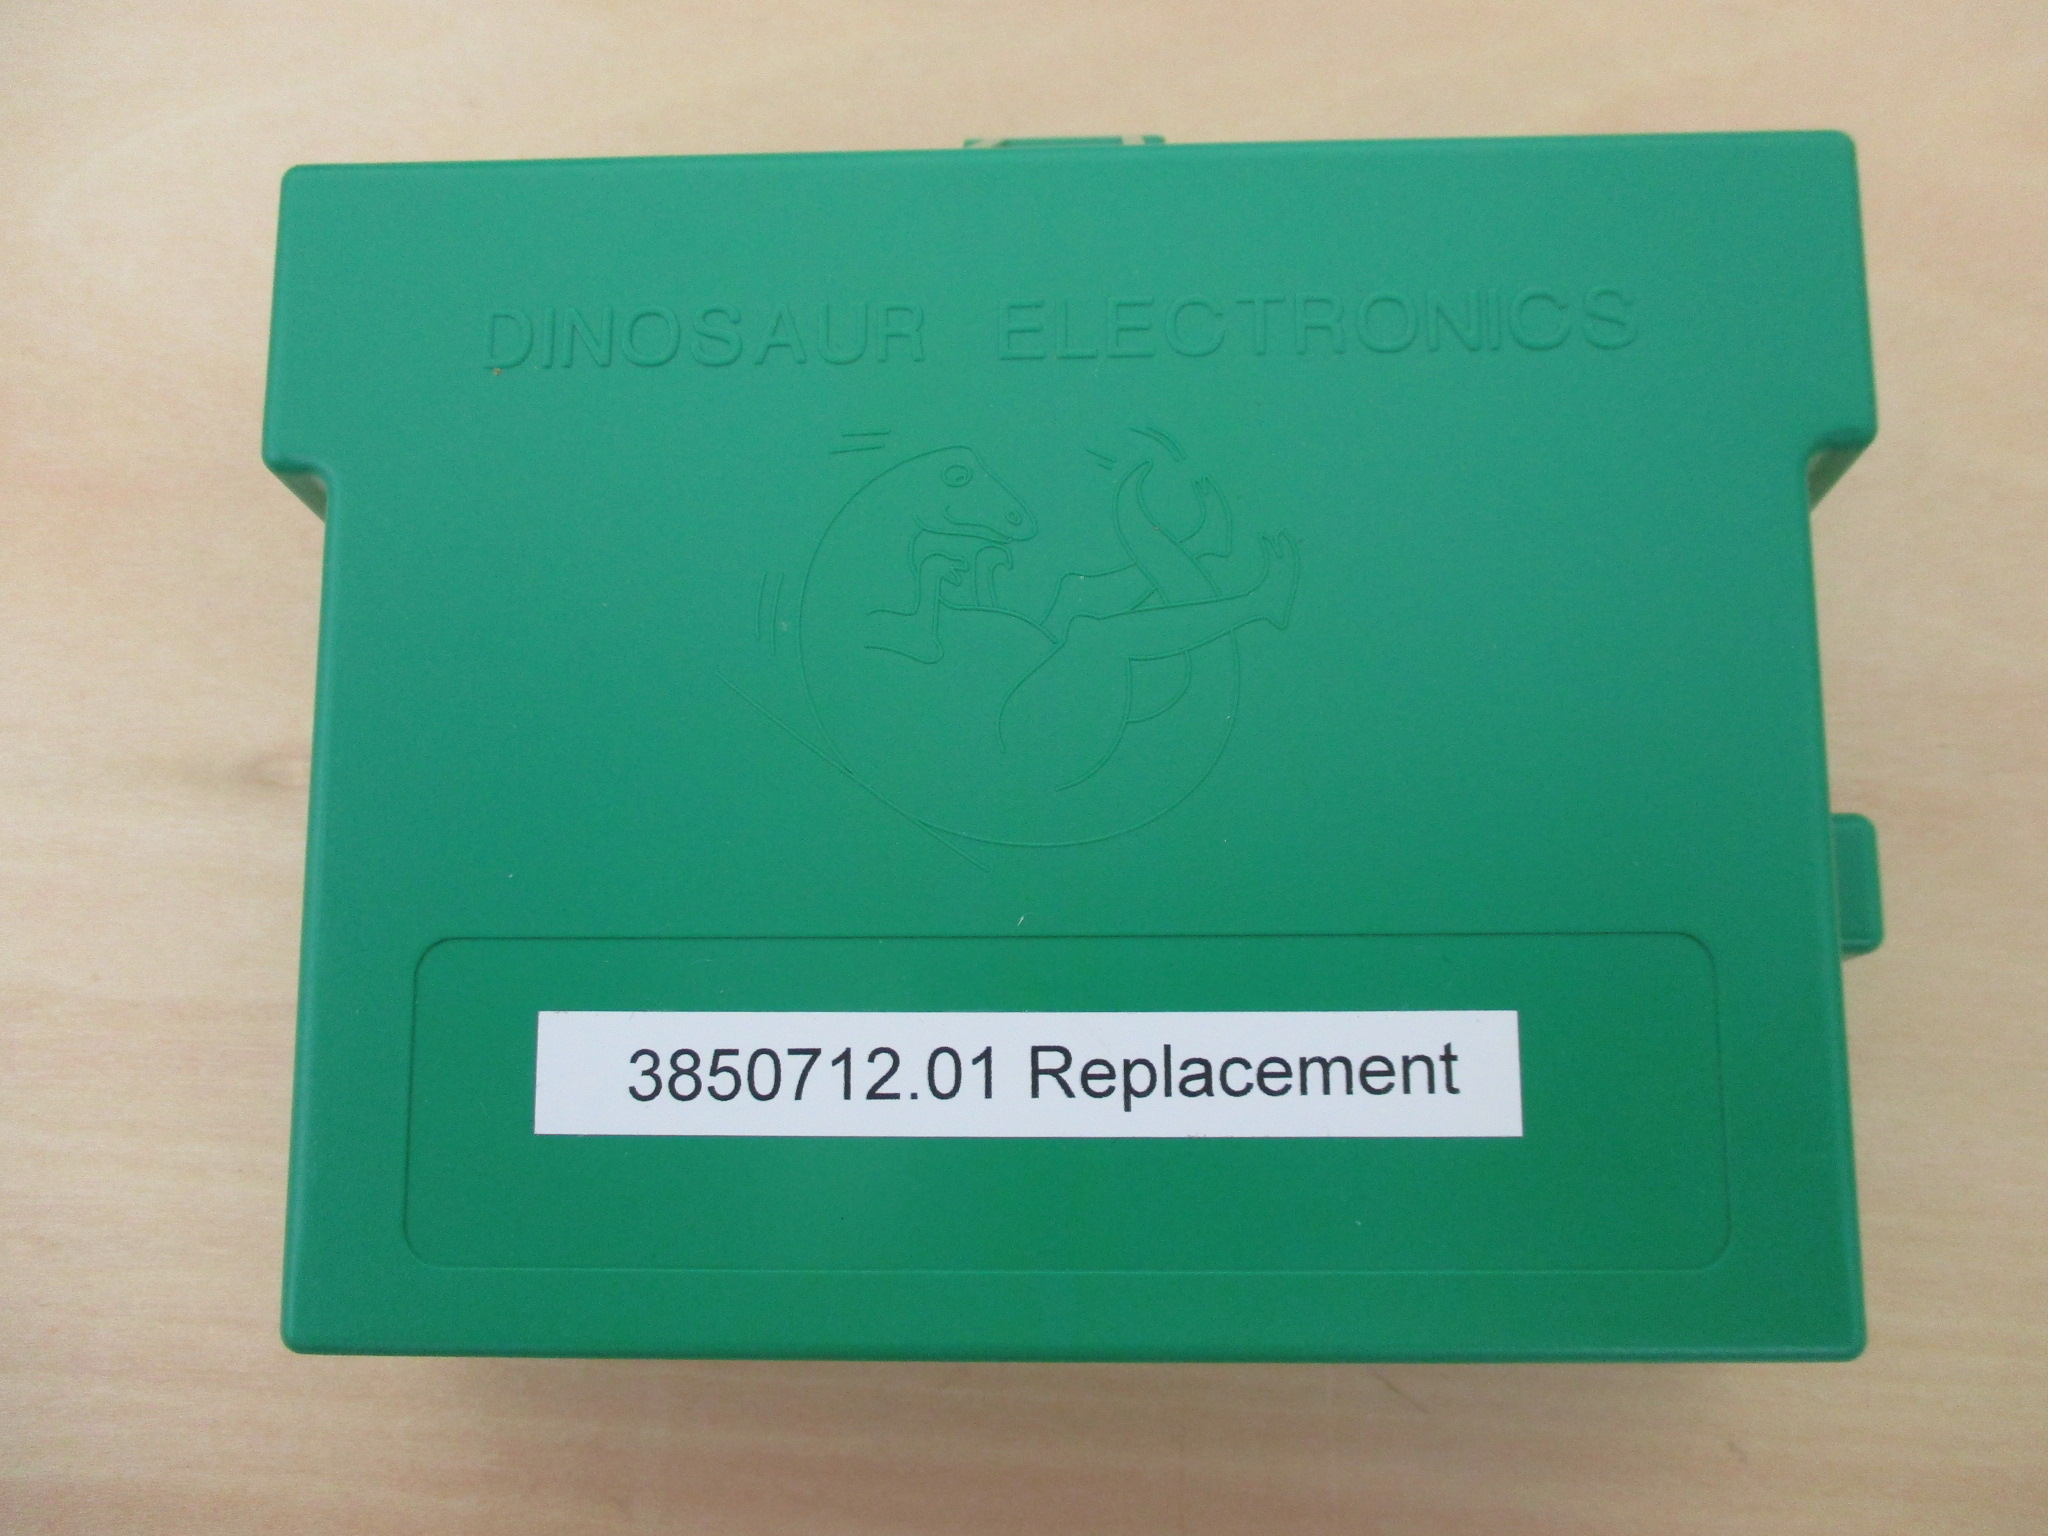 DINOSAUR ELECTRONICS
3850712.01 Replacement